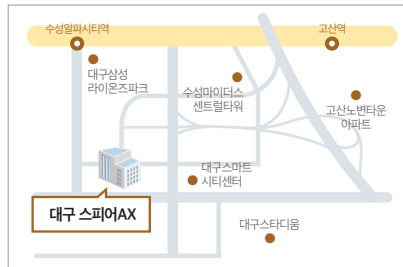 수성알파시티역
고산역
대구삼성
라이온즈파크
수성마이더스
센트럴타워
고산노변타운
아파트
대구스마트
시티센터
대구 스피어AX
대구스타디움